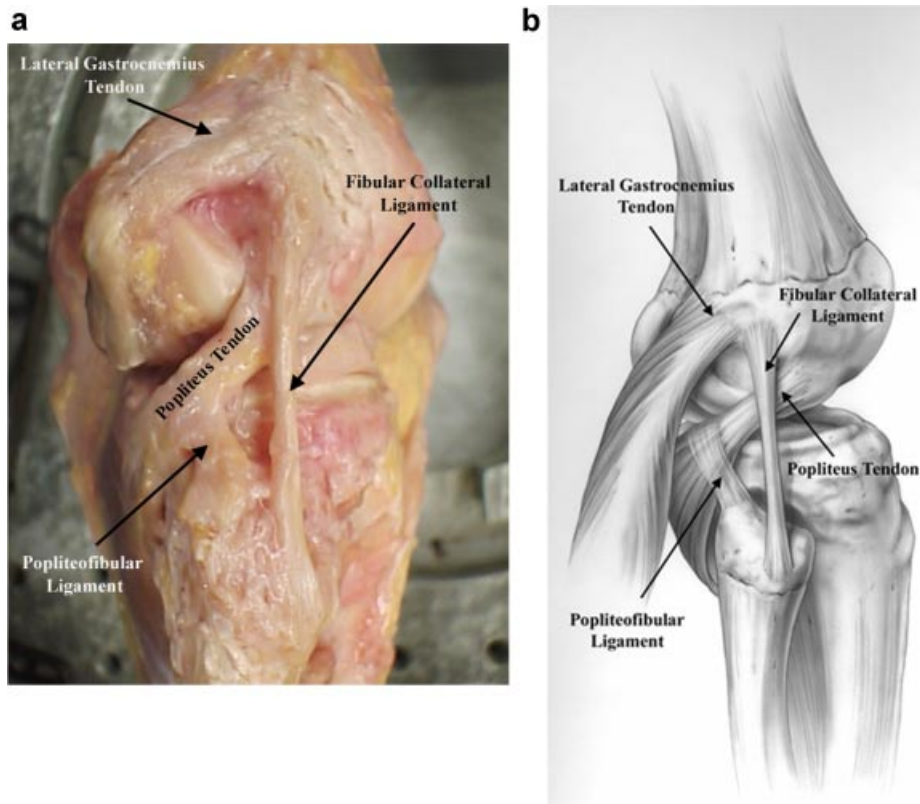 a
Lateral Gastrocnemius
Tendon
Fibular Collateral
Ligament
Popliteus Tendon
Popliteofibular
Ligament
b
Lateral Gastrocnemius
Tendon
Fibular Collateral
Ligament
Popliteus Tendon
Popliteofibular
Ligament